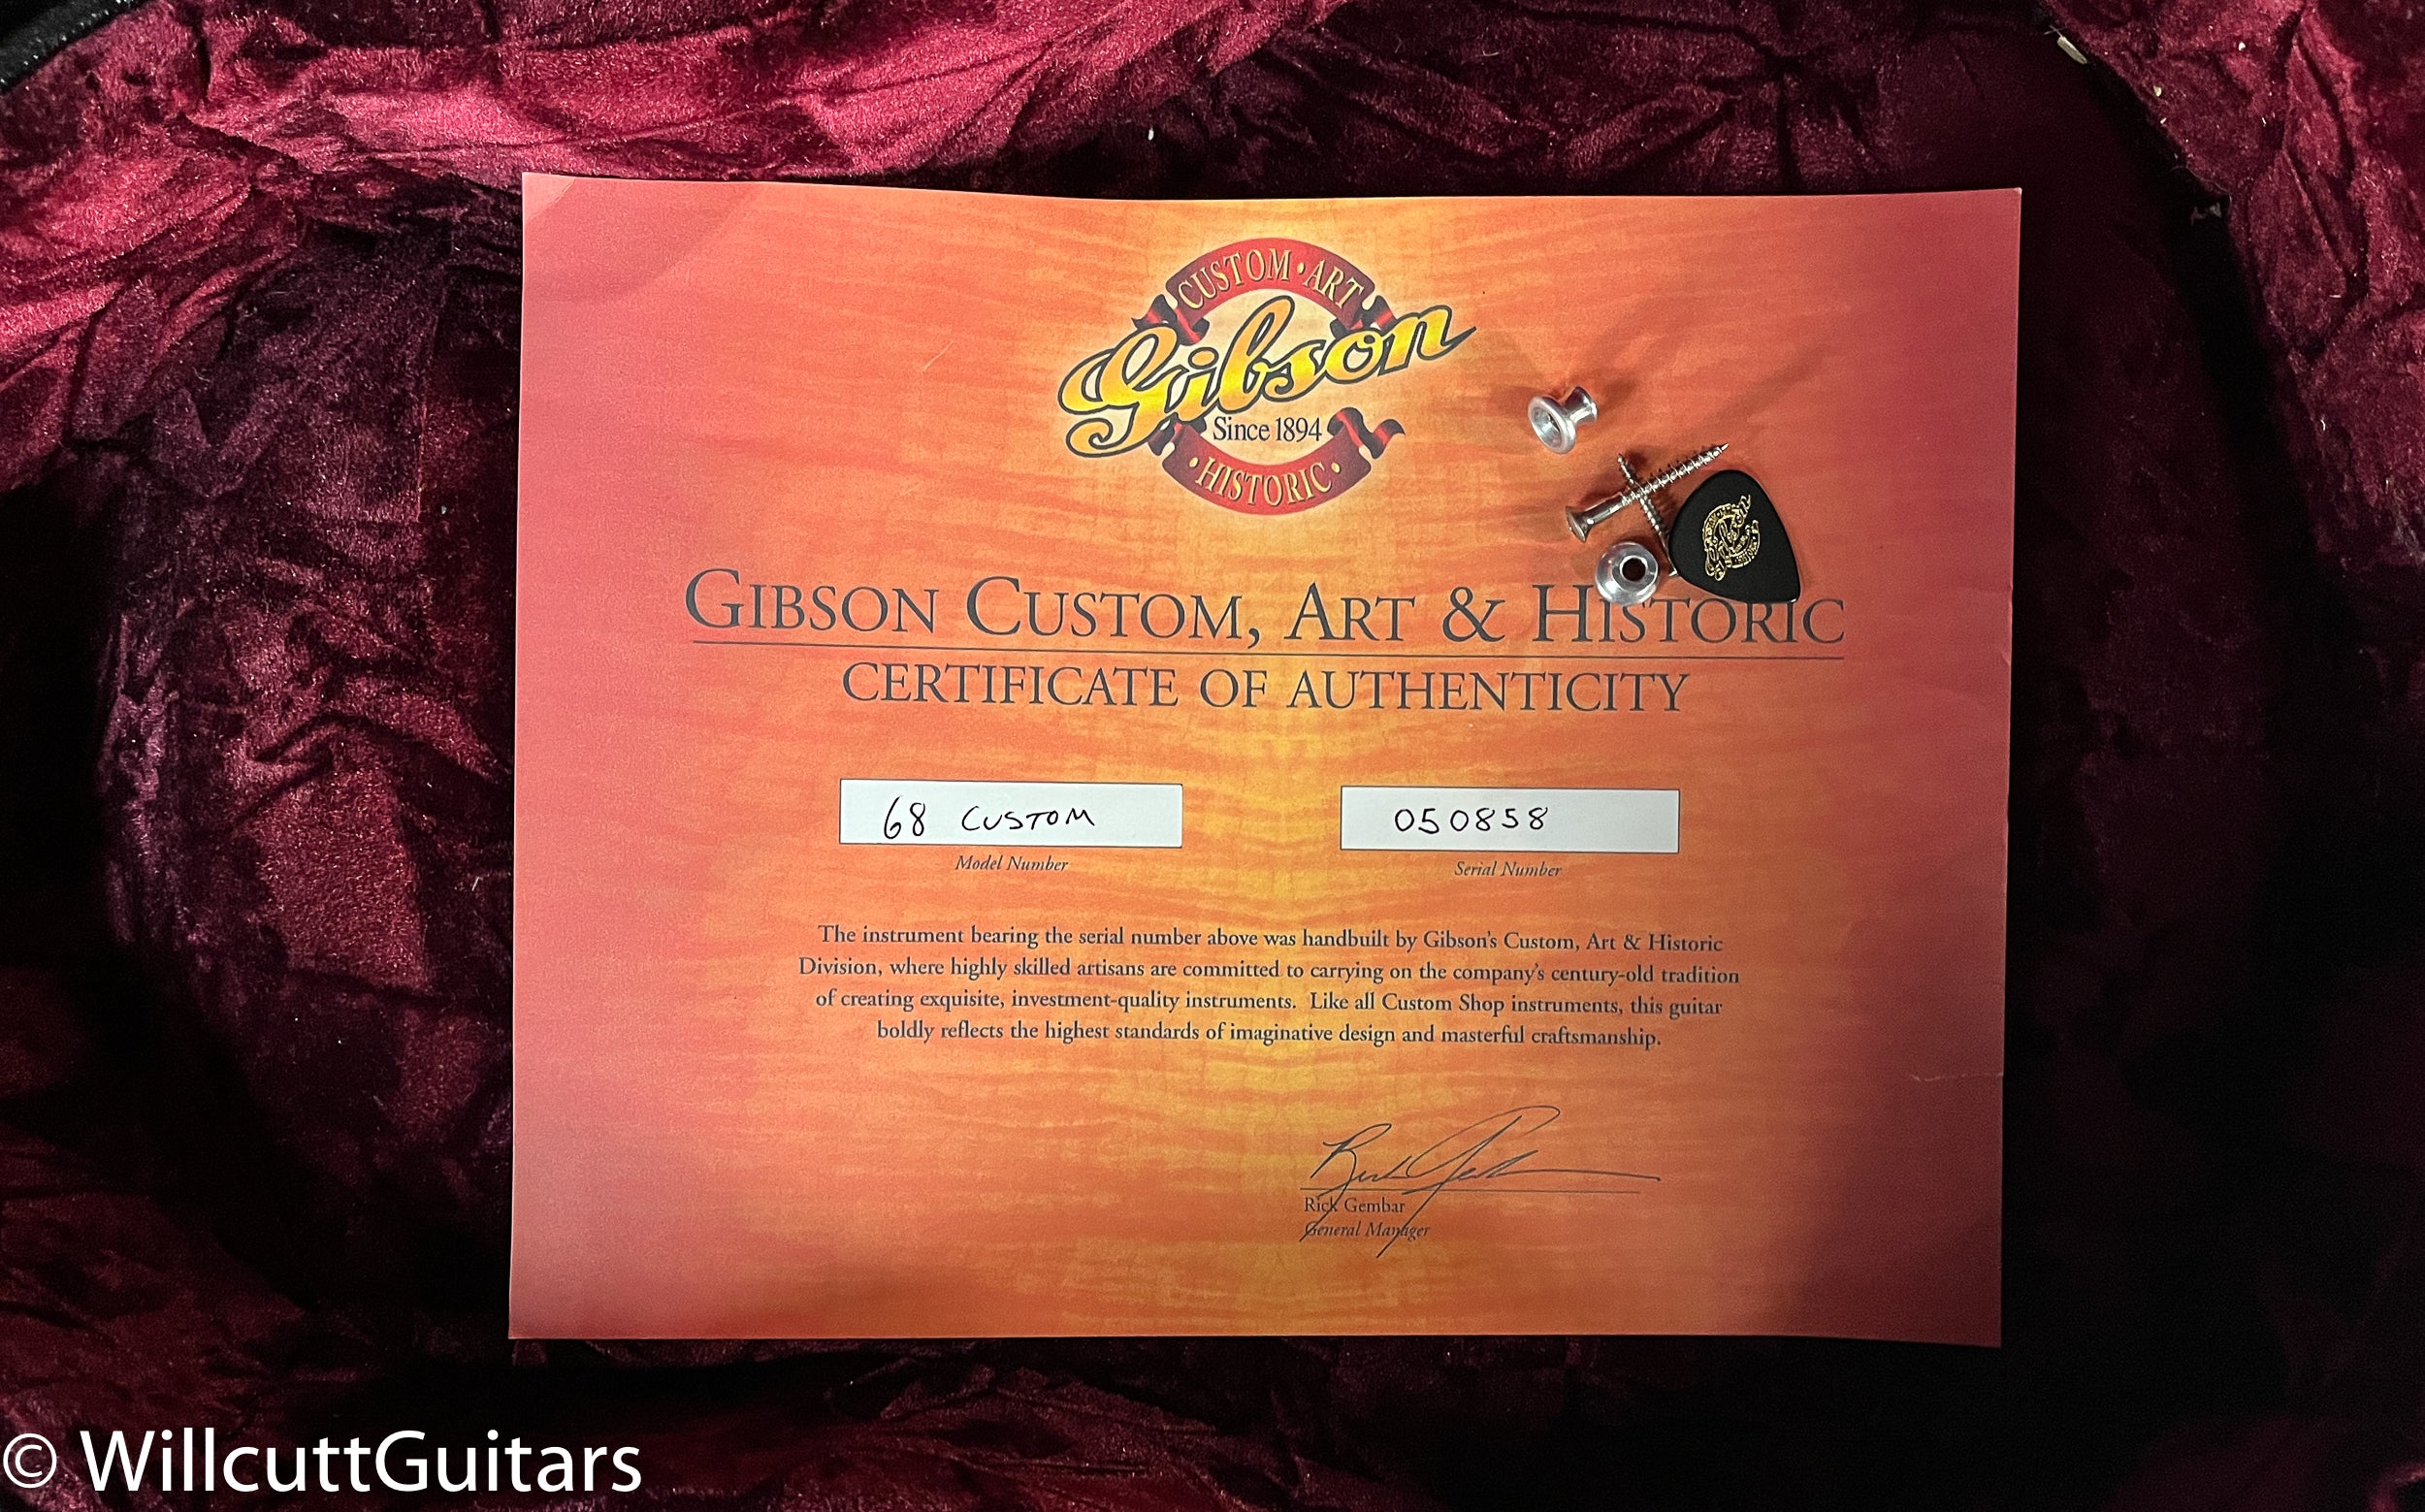 CUSTOM • ART
Gibson
Since 1894
• HISTORIC •
GIBSON CUSTOM, ART & HISTORIC
CERTIFICATE OF AUTHENTICITY
68 CUSTOM
050858
Model Number
Serial Number
The instrument bearing the serial number above was handbuilt by Gibson's Custom, Art & Historic
Division, where highly skilled artisans are committed to carrying on the company's century-old tradition
of creating exquisite, investment-quality instruments. Like all Custom Shop instruments, this guitar
boldly reflects the highest standards of imaginative design and masterful craftsmanship.
Rick Gembar
General Manager
© WillcuttGuitars